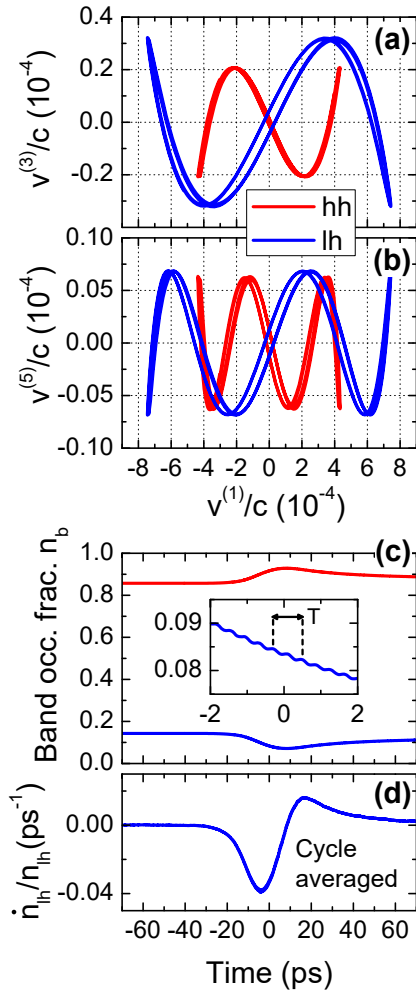 0.4
(a)
0.2
0.0
-0.2
v(3)/c (10-4)
hh
lh
0.10
(b)
0.05
0.00
-0.05
-0.10
v(5)/c (10-4)
-8 -6 -4 -2 0 2 4 6 8
v(1)/c (10-4)
1.0
(c)
0.8
0.6
0.4
0.2
0.0
Band occ. frac. nb
0.09
0.08
T
-2 0 2
(d)
0.00
-0.04
ṅlh/nlh(ps-1)
Cycle
averaged
-60 -40 -20 0 20 40 60
Time (ps)